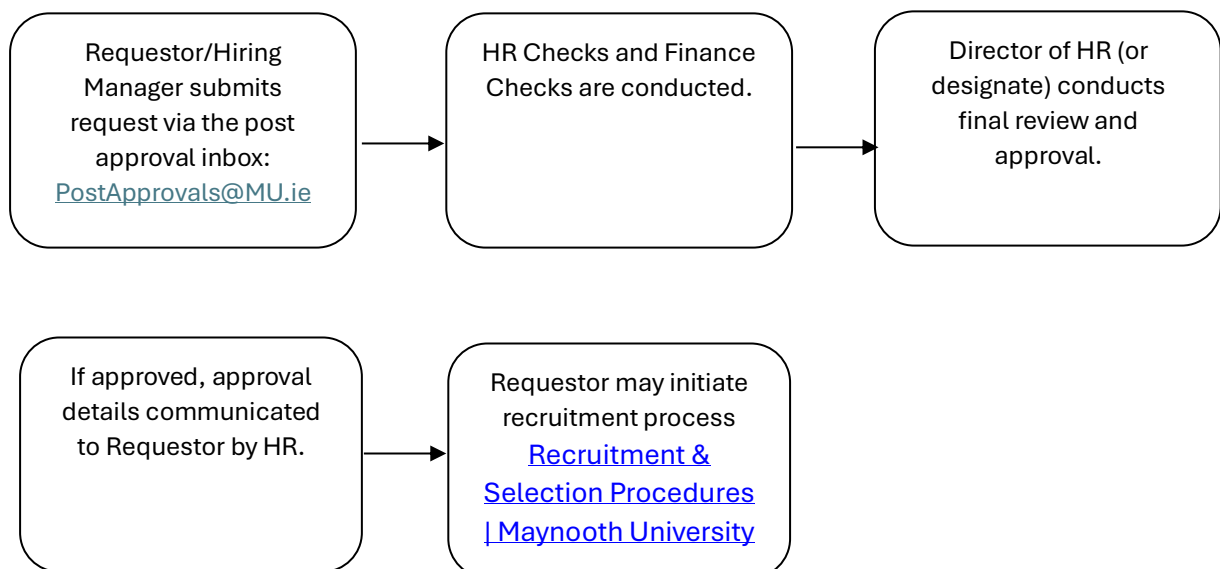 Requestor/Hiring
Manager submits
request via the post
approval inbox:
PostApprovals@MU.ie
HR Checks and Finance
Checks are conducted.
Director of HR (or
designate) conducts
final review and
approval.
If approved, approval
details communicated
to Requestor by HR.
Requestor may initiate
recruitment process
Recruitment &
Selection Procedures
| Maynooth University